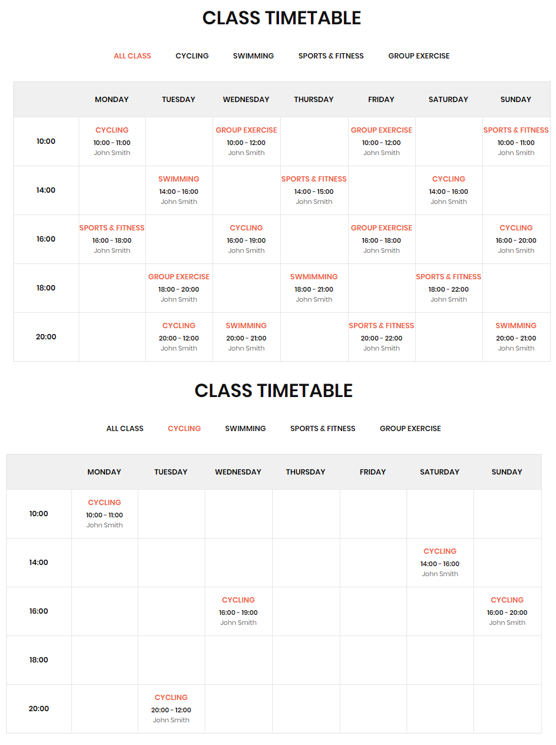 CLASS TIMETABLE
ALL CLASS CYCLING SWIMMING SPORTS & FITNESS GROUP EXERCISE
MONDAY TUESDAY WEDNESDAY THURSDAY FRIDAY SATURDAY SUNDAY
10:00
CYCLING GROUP EXERCISE GROUP EXERCISE SPORTS & FITNESS
10:00 - 11:00 10:00 - 12:00 10:00 - 12:00 10:00 - 11:00
John Smith John Smith John Smith John Smith
14:00
SWIMMING SPORTS & FITNESS CYCLING
14:00 - 16:00 14:00 - 15:00 14:00 - 16:00
John Smith John Smith John Smith
16:00
SPORTS & FITNESS CYCLING GROUP EXERCISE CYCLING
16:00 - 18:00 16:00 - 19:00 16:00 - 18:00 16:00 - 20:00
John Smith John Smith John Smith John Smith
18:00
GROUP EXERCISE SWMIMMING SPORTS & FITNESS
18:00 - 20:00 18:00 - 21:00 18:00 - 22:00
John Smith John Smith John Smith
20:00
CYCLING SWIMMING SPORTS & FITNESS SWIMMING
20:00 - 12:00 20:00 - 21:00 20:00 - 22:00 20:00 - 21:00
John Smith John Smith John Smith John Smith
CLASS TIMETABLE
ALL CLASS CYCLING SWIMMING SPORTS & FITNESS GROUP EXERCISE
MONDAY TUESDAY WEDNESDAY THURSDAY FRIDAY SATURDAY SUNDAY
10:00
CYCLING
10:00 - 11:00
John Smith
14:00
CYCLING
14:00 - 16:00
John Smith
16:00
CYCLING CYCLING
16:00 - 19:00 16:00 - 20:00
John Smith John Smith
18:00
20:00
CYCLING
20:00 - 12:00
John Smith